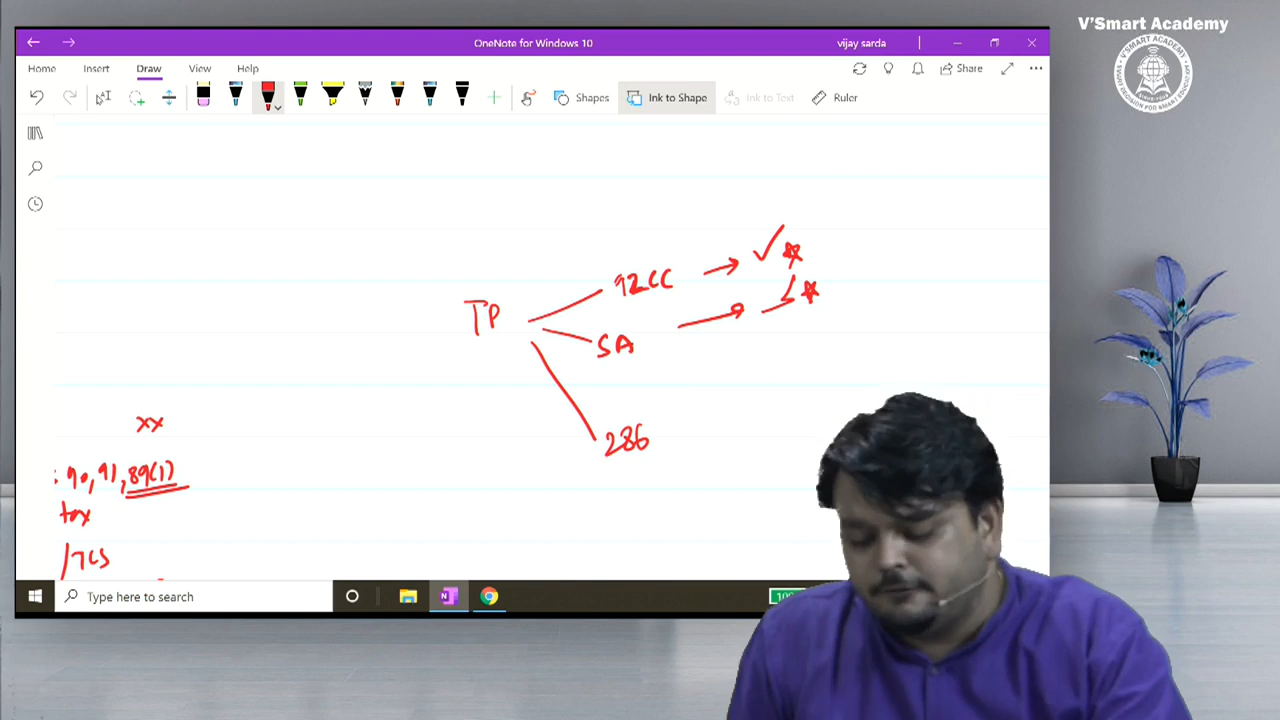 V'Smart Academy
OneNote for Windows 10
vijay sarda
Home Insert Draw View Help
Share
Shapes
Ink to Shape
Ink to Text
Ruler
TP
92CC
SA
286
xx
: 90, 91, 89(1)
tax
/TCS
Type here to search